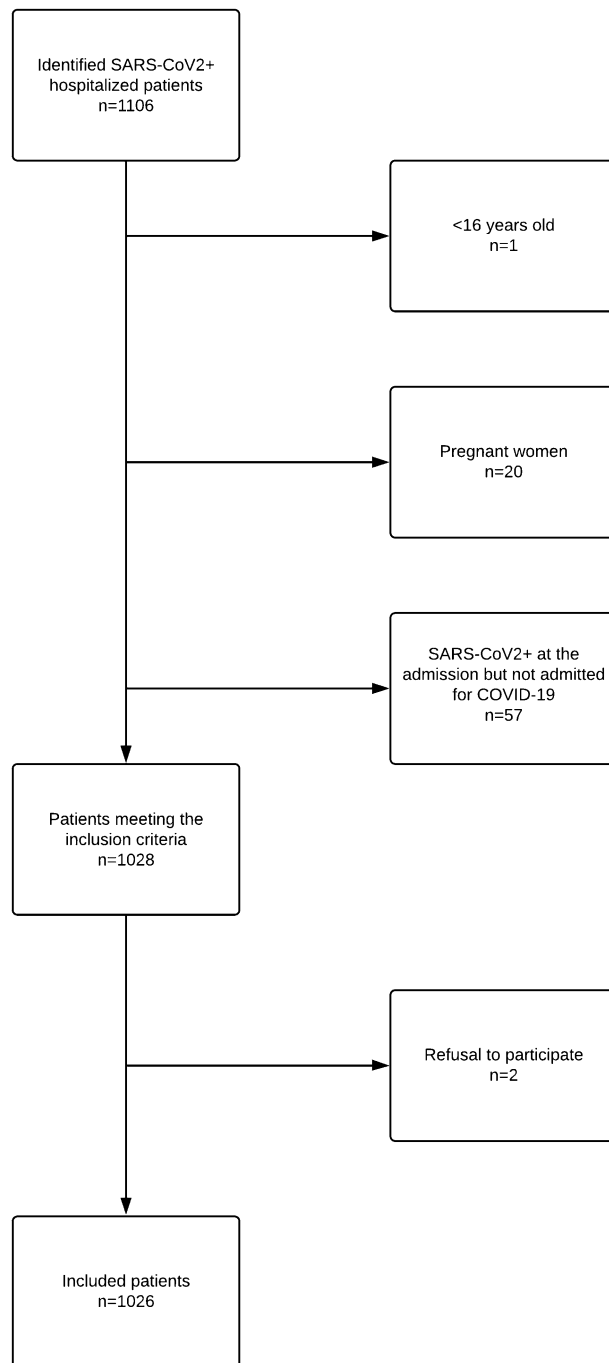 Identified SARS-CoV2+
hospitalized patients
n=1106
<16 years old
n=1
Pregnant women
n=20
SARS-CoV2+ at the
admission but not admitted
for COVID-19
n=57
Patients meeting the
inclusion criteria
n=1028
Refusal to participate
n=2
Included patients
n=1026